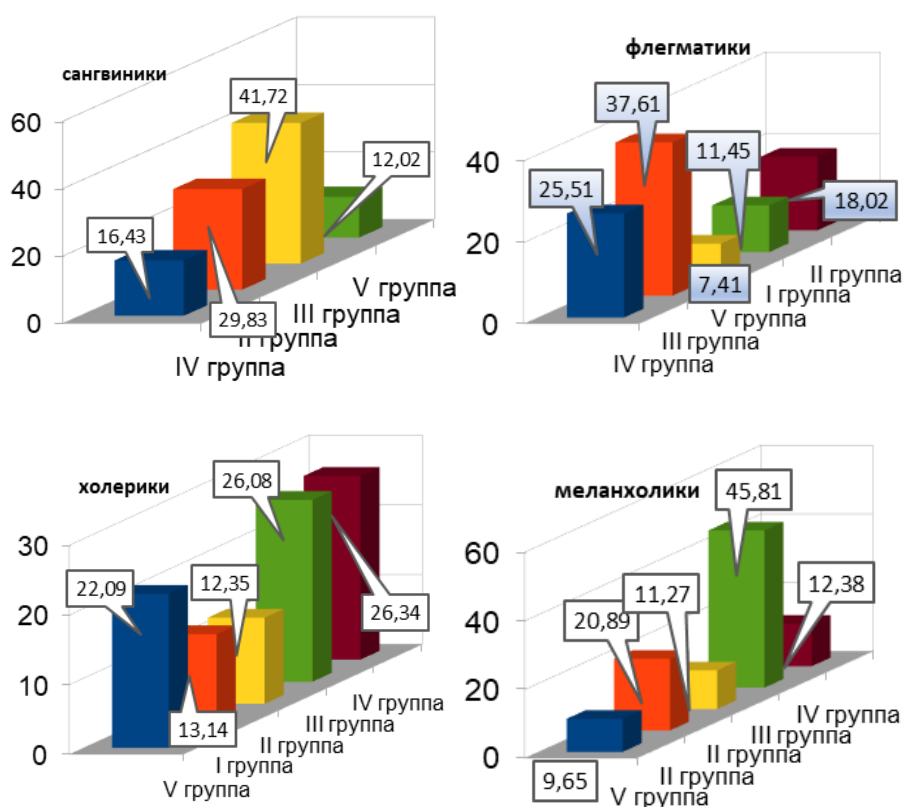 сангвиники
60
40
20
0
16,43
29,83
41,72
12,02
IV группа
II группа
III группа
V группа
флегматики
40
20
0
25,51
37,61
7,41
11,45
18,02
IV группа
III группа
V группа
I группа
II группа
холерики
30
20
10
0
22,09
13,14
12,35
26,08
26,34
V группа
I группа
II группа
III группа
IV группа
меланхолики
60
40
20
0
9,65
20,89
11,27
45,81
12,38
V группа
II группа
II группа
III группа
IV группа